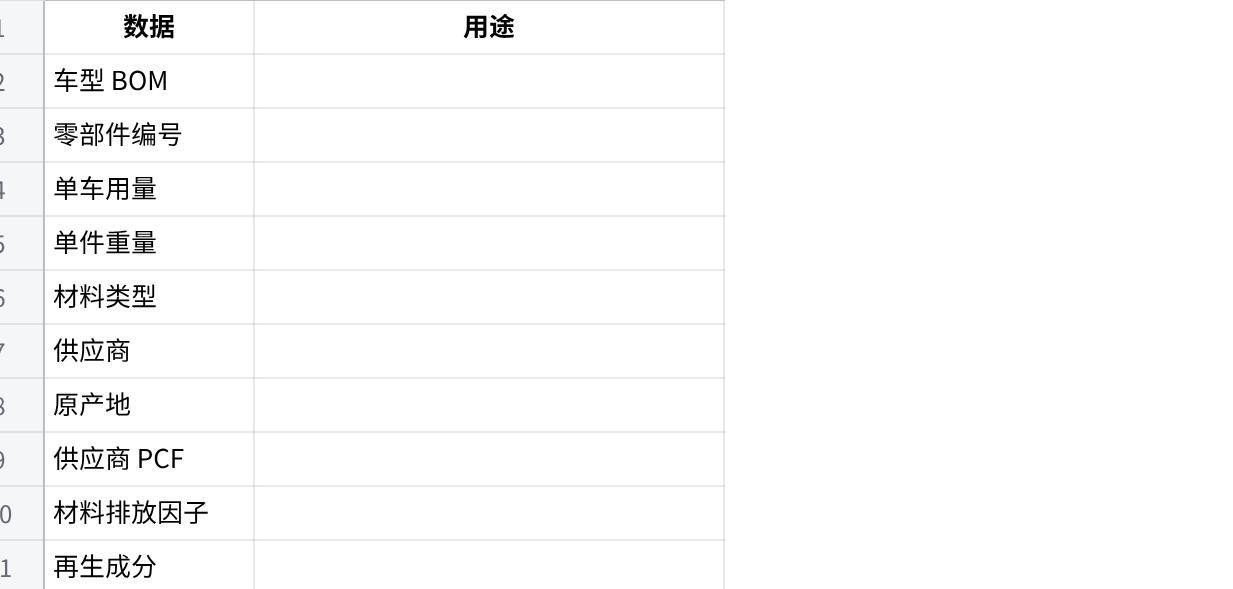 数据 用途
车型 BOM
零部件编号
单车用量
单件重量
材料类型
供应商
原产地
供应商 PCF
材料排放因子
再生成分